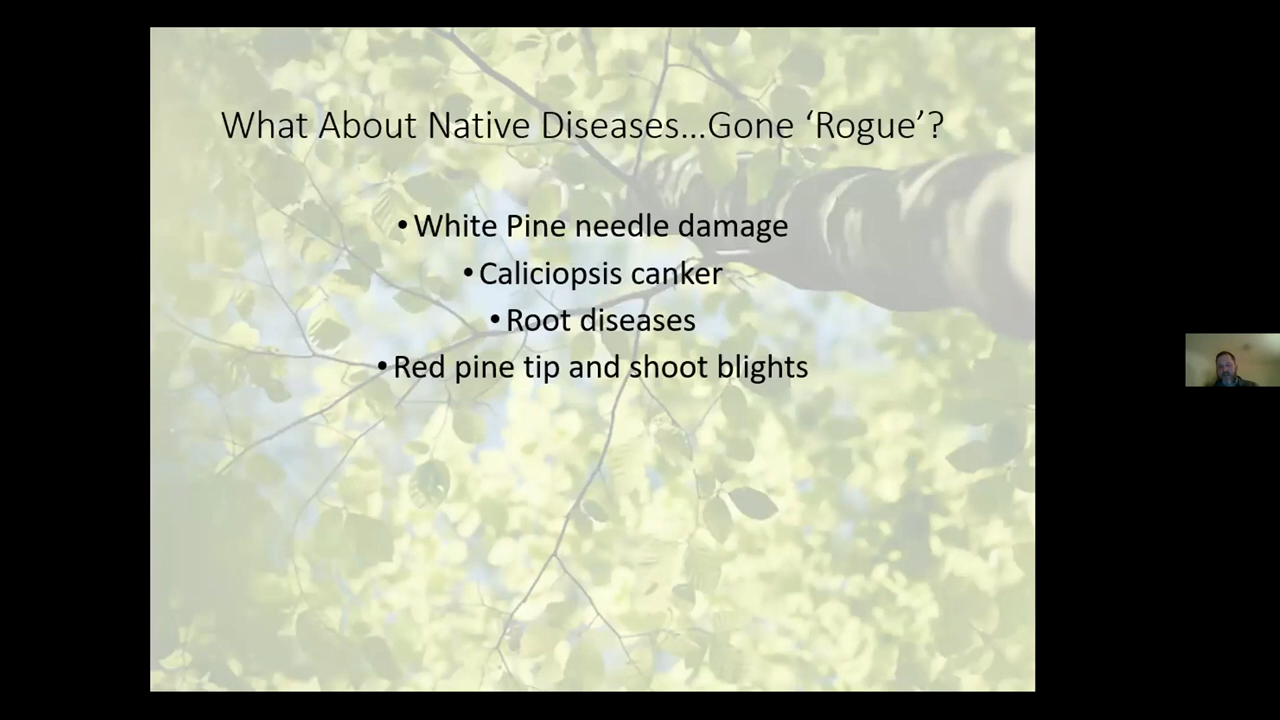 What About Native Diseases...Gone ‘Rogue’?
• White Pine needle damage
• Caliciopsis canker
• Root diseases
• Red pine tip and shoot blights